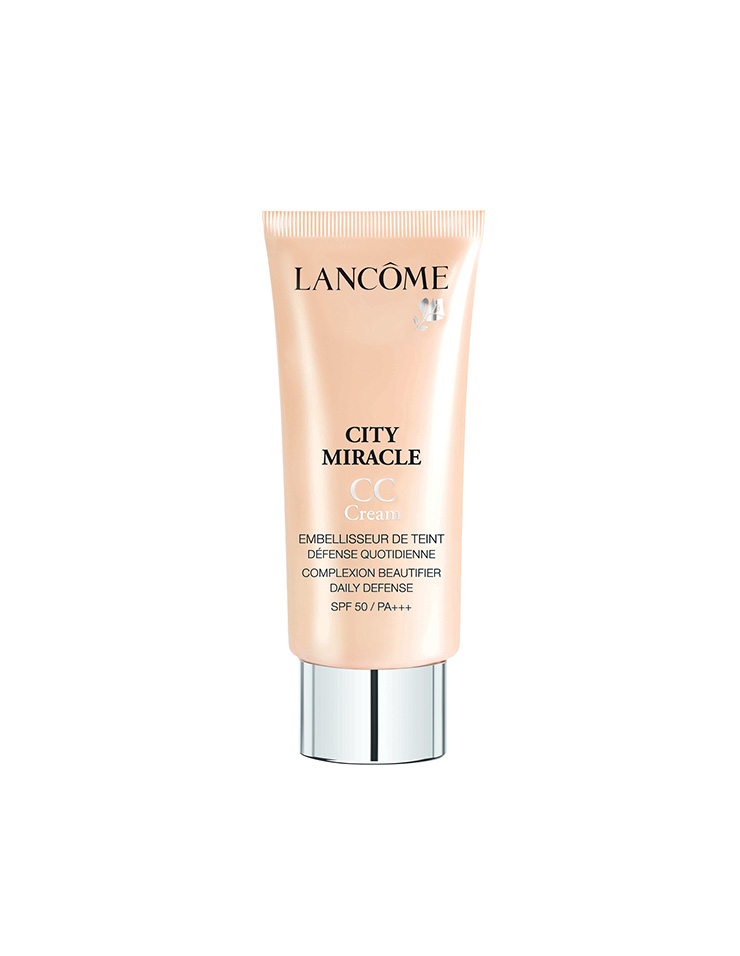 LANCÔME
CITY
MIRACLE
CC
Cream
EMBELLISSEUR DE TEINT
DÉFENSE QUOTIDIENNE
COMPLEXION BEAUTIFIER
DAILY DEFENSE
SPF 50 / PA+++